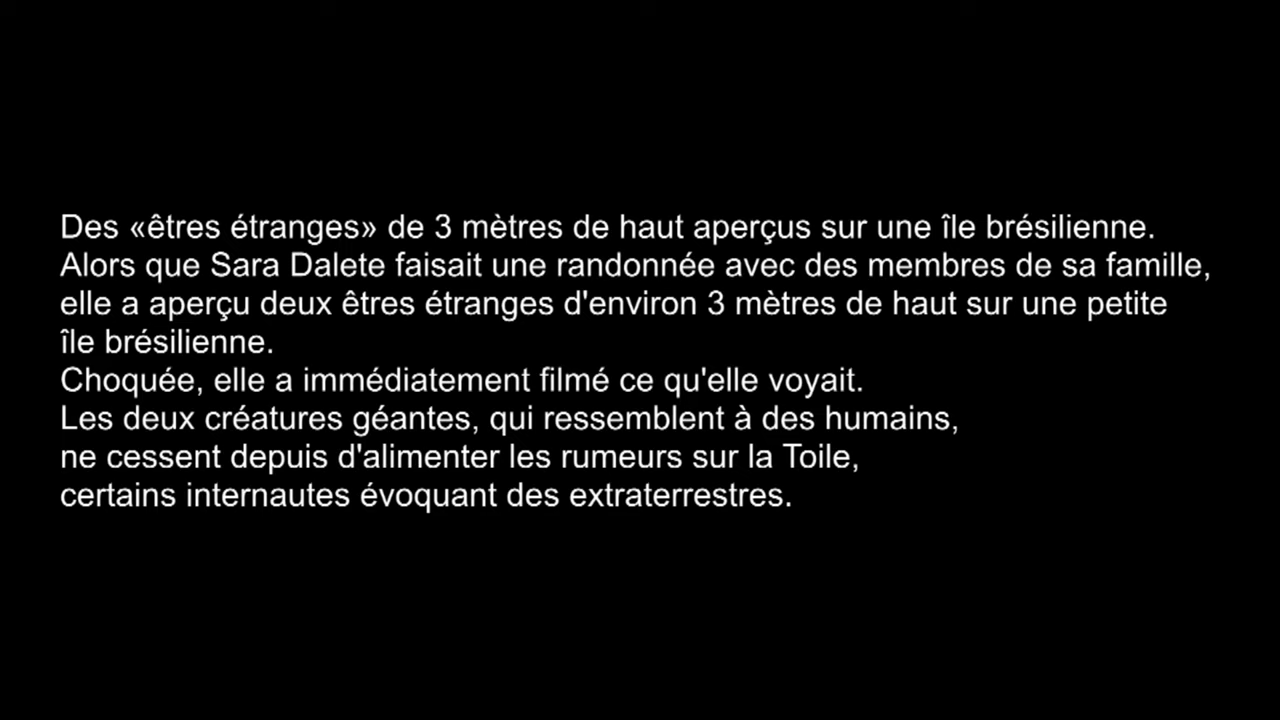 Des «êtres étranges» de 3 mètres de haut aperçus sur une île brésilienne.
Alors que Sara Dalete faisait une randonnée avec des membres de sa famille,
elle a aperçu deux êtres étranges d'environ 3 mètres de haut sur une petite
île brésilienne.
Choquée, elle a immédiatement filmé ce qu'elle voyait.
Les deux créatures géantes, qui ressemblent à des humains,
ne cessent depuis d'alimenter les rumeurs sur la Toile,
certains internautes évoquant des extraterrestres.